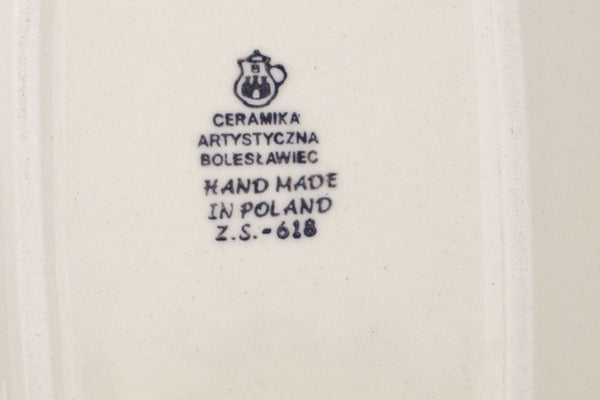 B
CERAMIKA
ARTYSTYCZNA
BOLESŁAWIEC
HAND MADE
IN POLAND
Z.S.-618